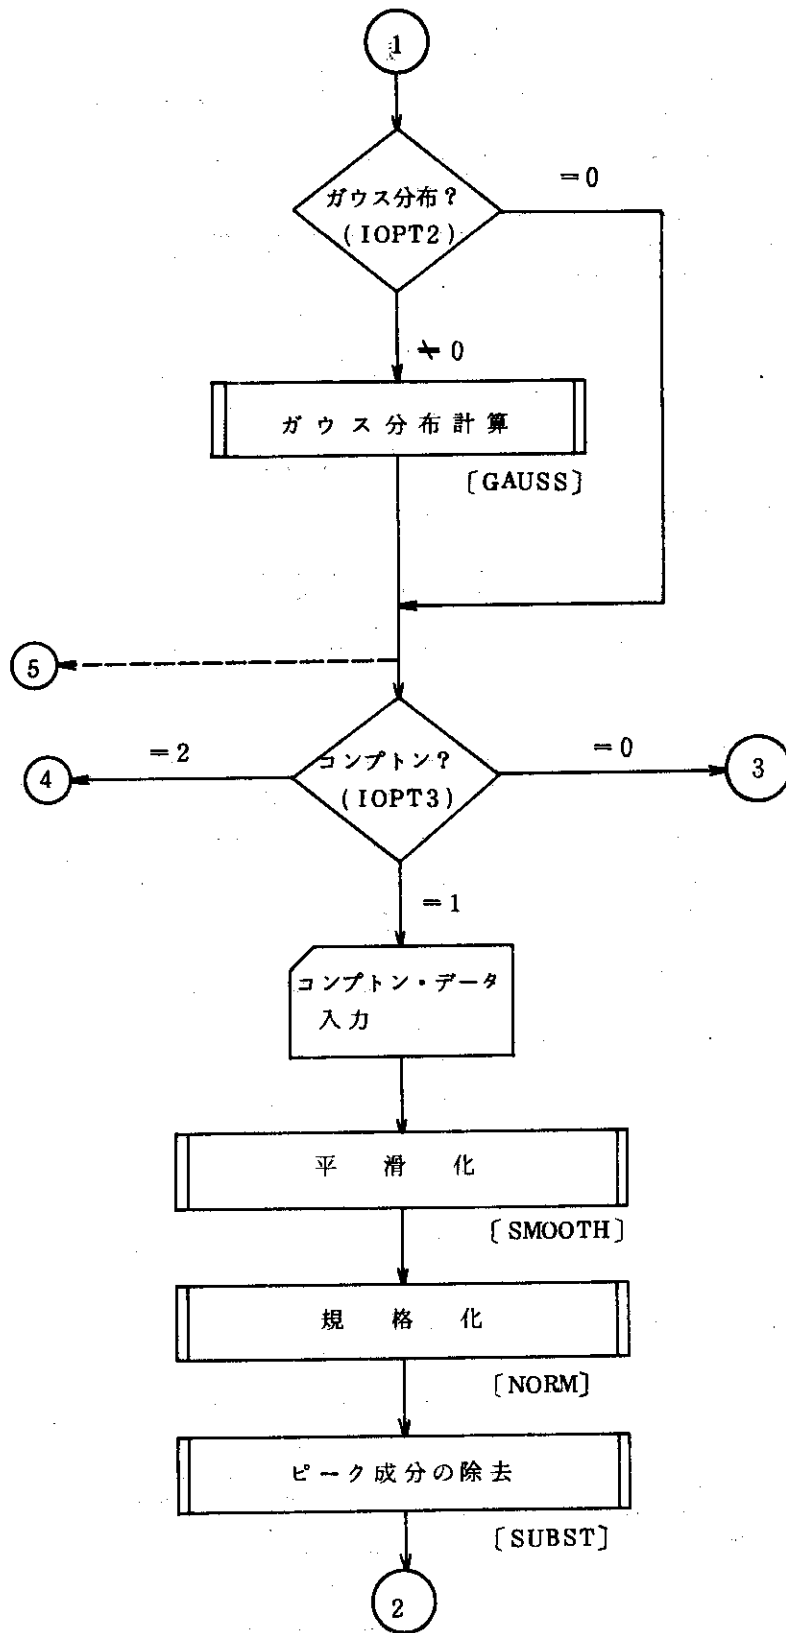 1
ガウス分布?
=0
(IOPT2)
≠0
ガウス分布計算
〔GAUSS〕
5
=2
コンプトン?
=0
4
(IOPT3)
3
=1
コンプトン・データ
入力
平滑化
〔SMOOTH〕
規格化
〔NORM〕
ピーク成分の除去
〔SUBST〕
2